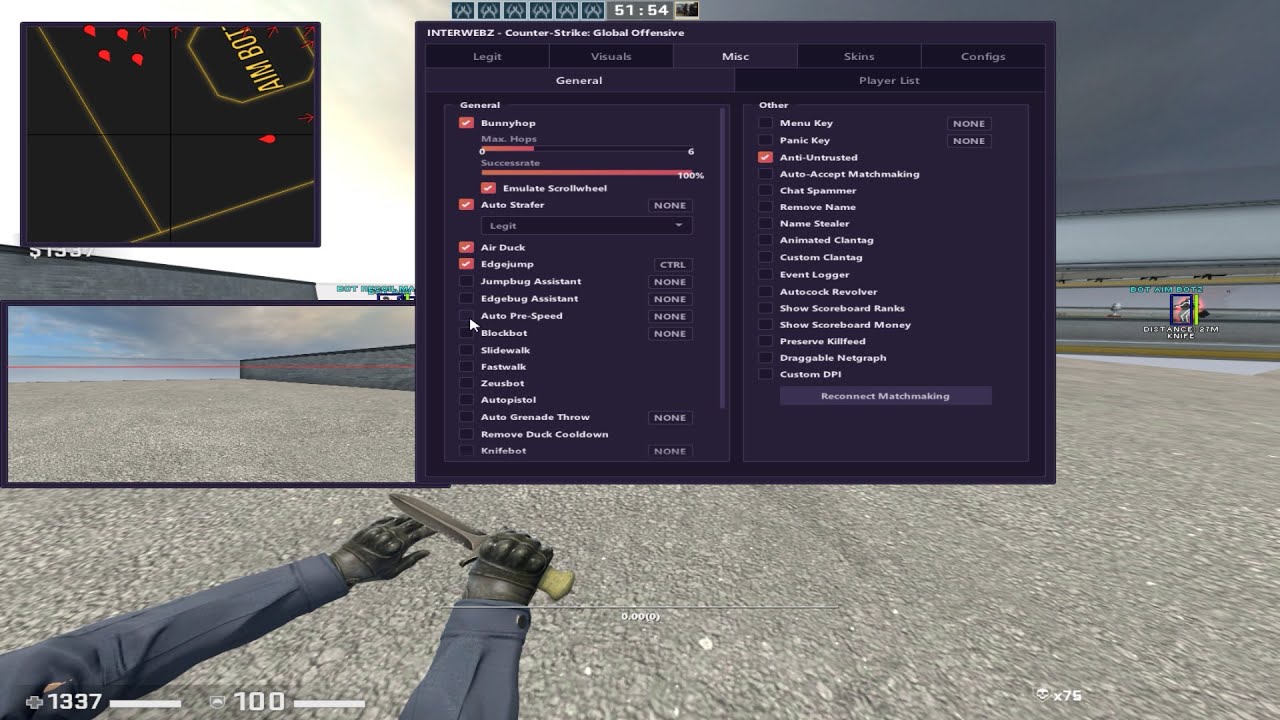 51:54
INTERWEBZ - Counter-Strike: Global Offensive
Legit
Visuals
Misc
Skins
Configs
General
Player List
AIM BOT
$1337
General
Bunnyhop
Max. Hops
0
6
Successrate
100%
Emulate Scrollwheel
Auto Strafer
NONE
Legit
Air Duck
Edgejump
CTRL
Jumpbug Assistant
NONE
Edgebug Assistant
NONE
Auto Pre-Speed
NONE
Blockbot
NONE
Slidewalk
Fastwalk
Zeusbot
Autopistol
Auto Grenade Throw
NONE
Remove Duck Cooldown
Knifebot
NONE
Other
Menu Key
NONE
Panic Key
NONE
Anti-Untrusted
Auto-Accept Matchmaking
Chat Spammer
Remove Name
Name Stealer
Animated Clantag
Custom Clantag
Event Logger
Autocock Revolver
Show Scoreboard Ranks
Show Scoreboard Money
Preserve Killfeed
Draggable Netgraph
Custom DPI
Reconnect Matchmaking
BOT AIM BOTZ
DISTANCE: 27M
KNIFE
0.00(0)
1337
100
x75